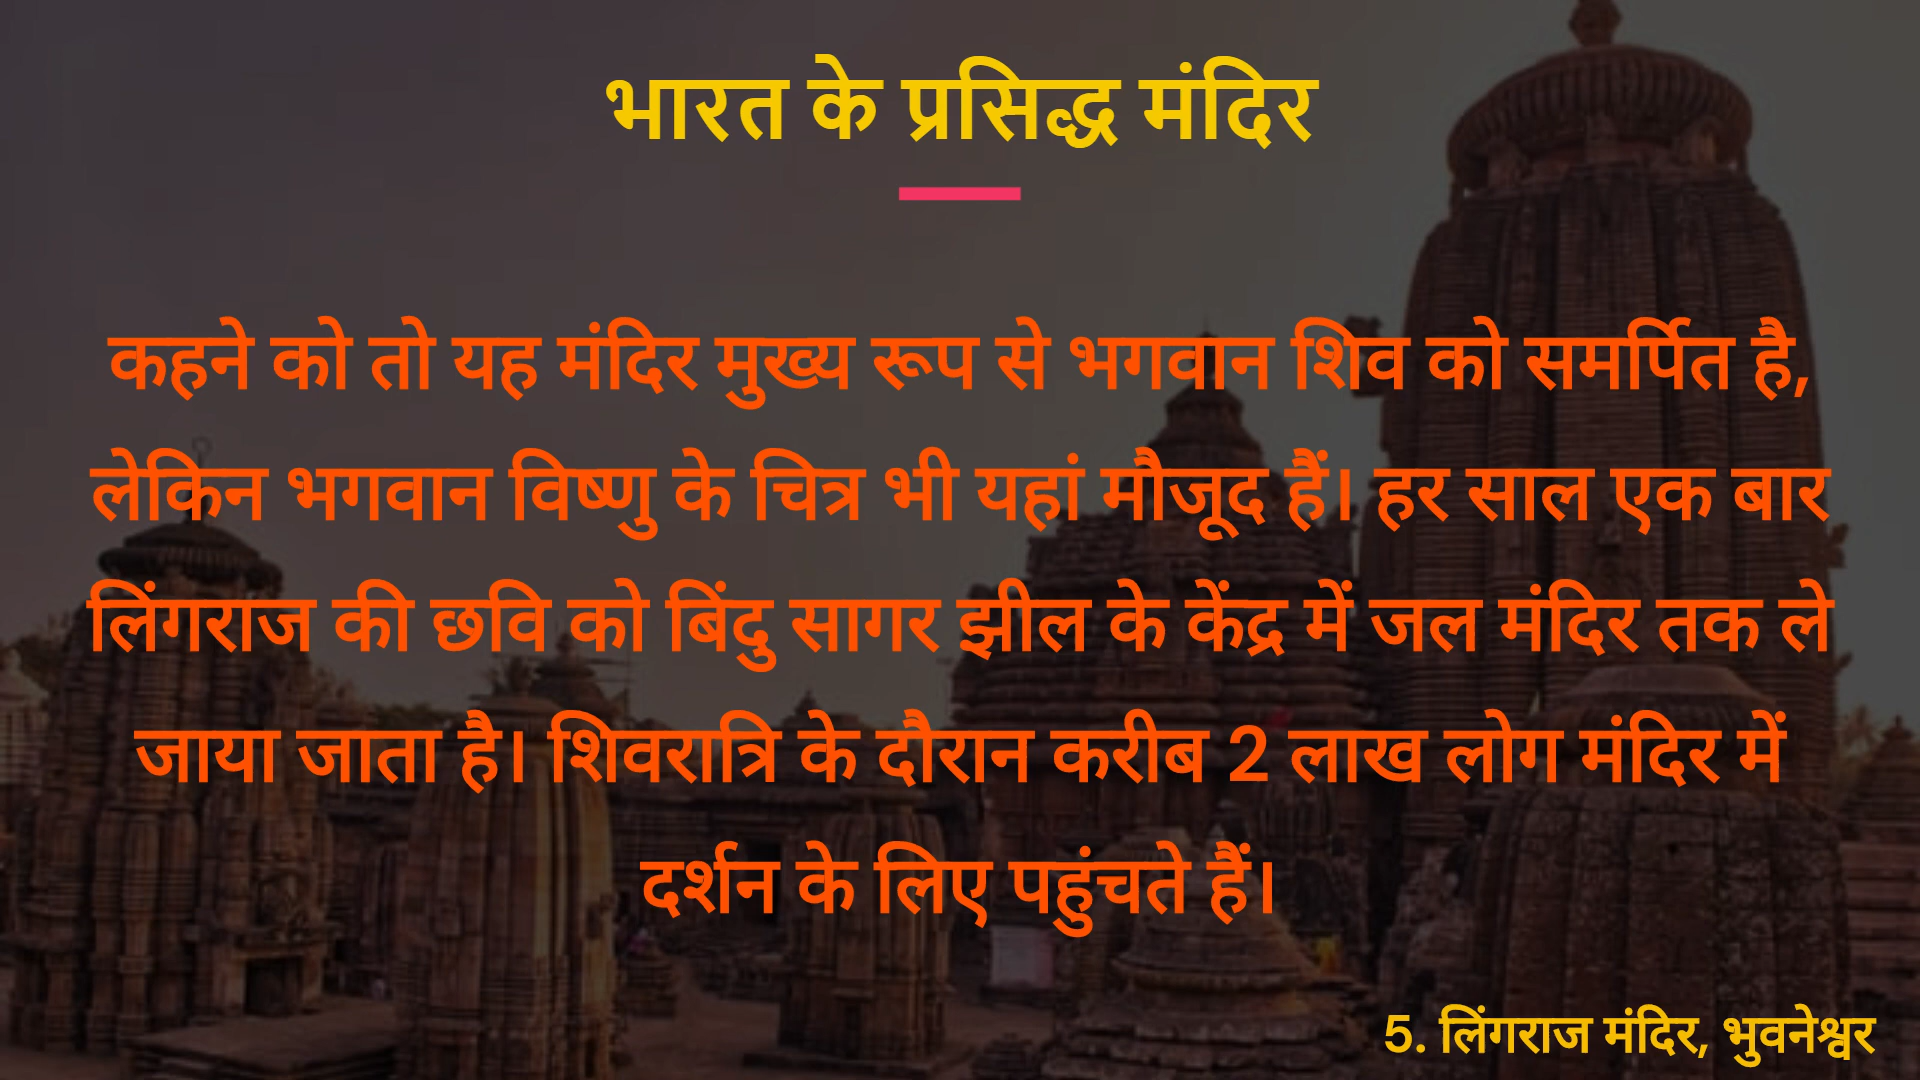 भारत के प्रसिद्ध मंदिर
कहने को तो यह मंदिर मुख्य रूप से भगवान शिव को समर्पित है,
लेकिन भगवान विष्णु के चित्र भी यहां मौजूद हैं। हर साल एक बार
लिंगराज की छवि को बिंदु सागर झील के केंद्र में जल मंदिर तक ले
जाया जाता है। शिवरात्रि के दौरान करीब 2 लाख लोग मंदिर में
दर्शन के लिए पहुंचते हैं।
5. लिंगराज मंदिर, भुवनेश्वर